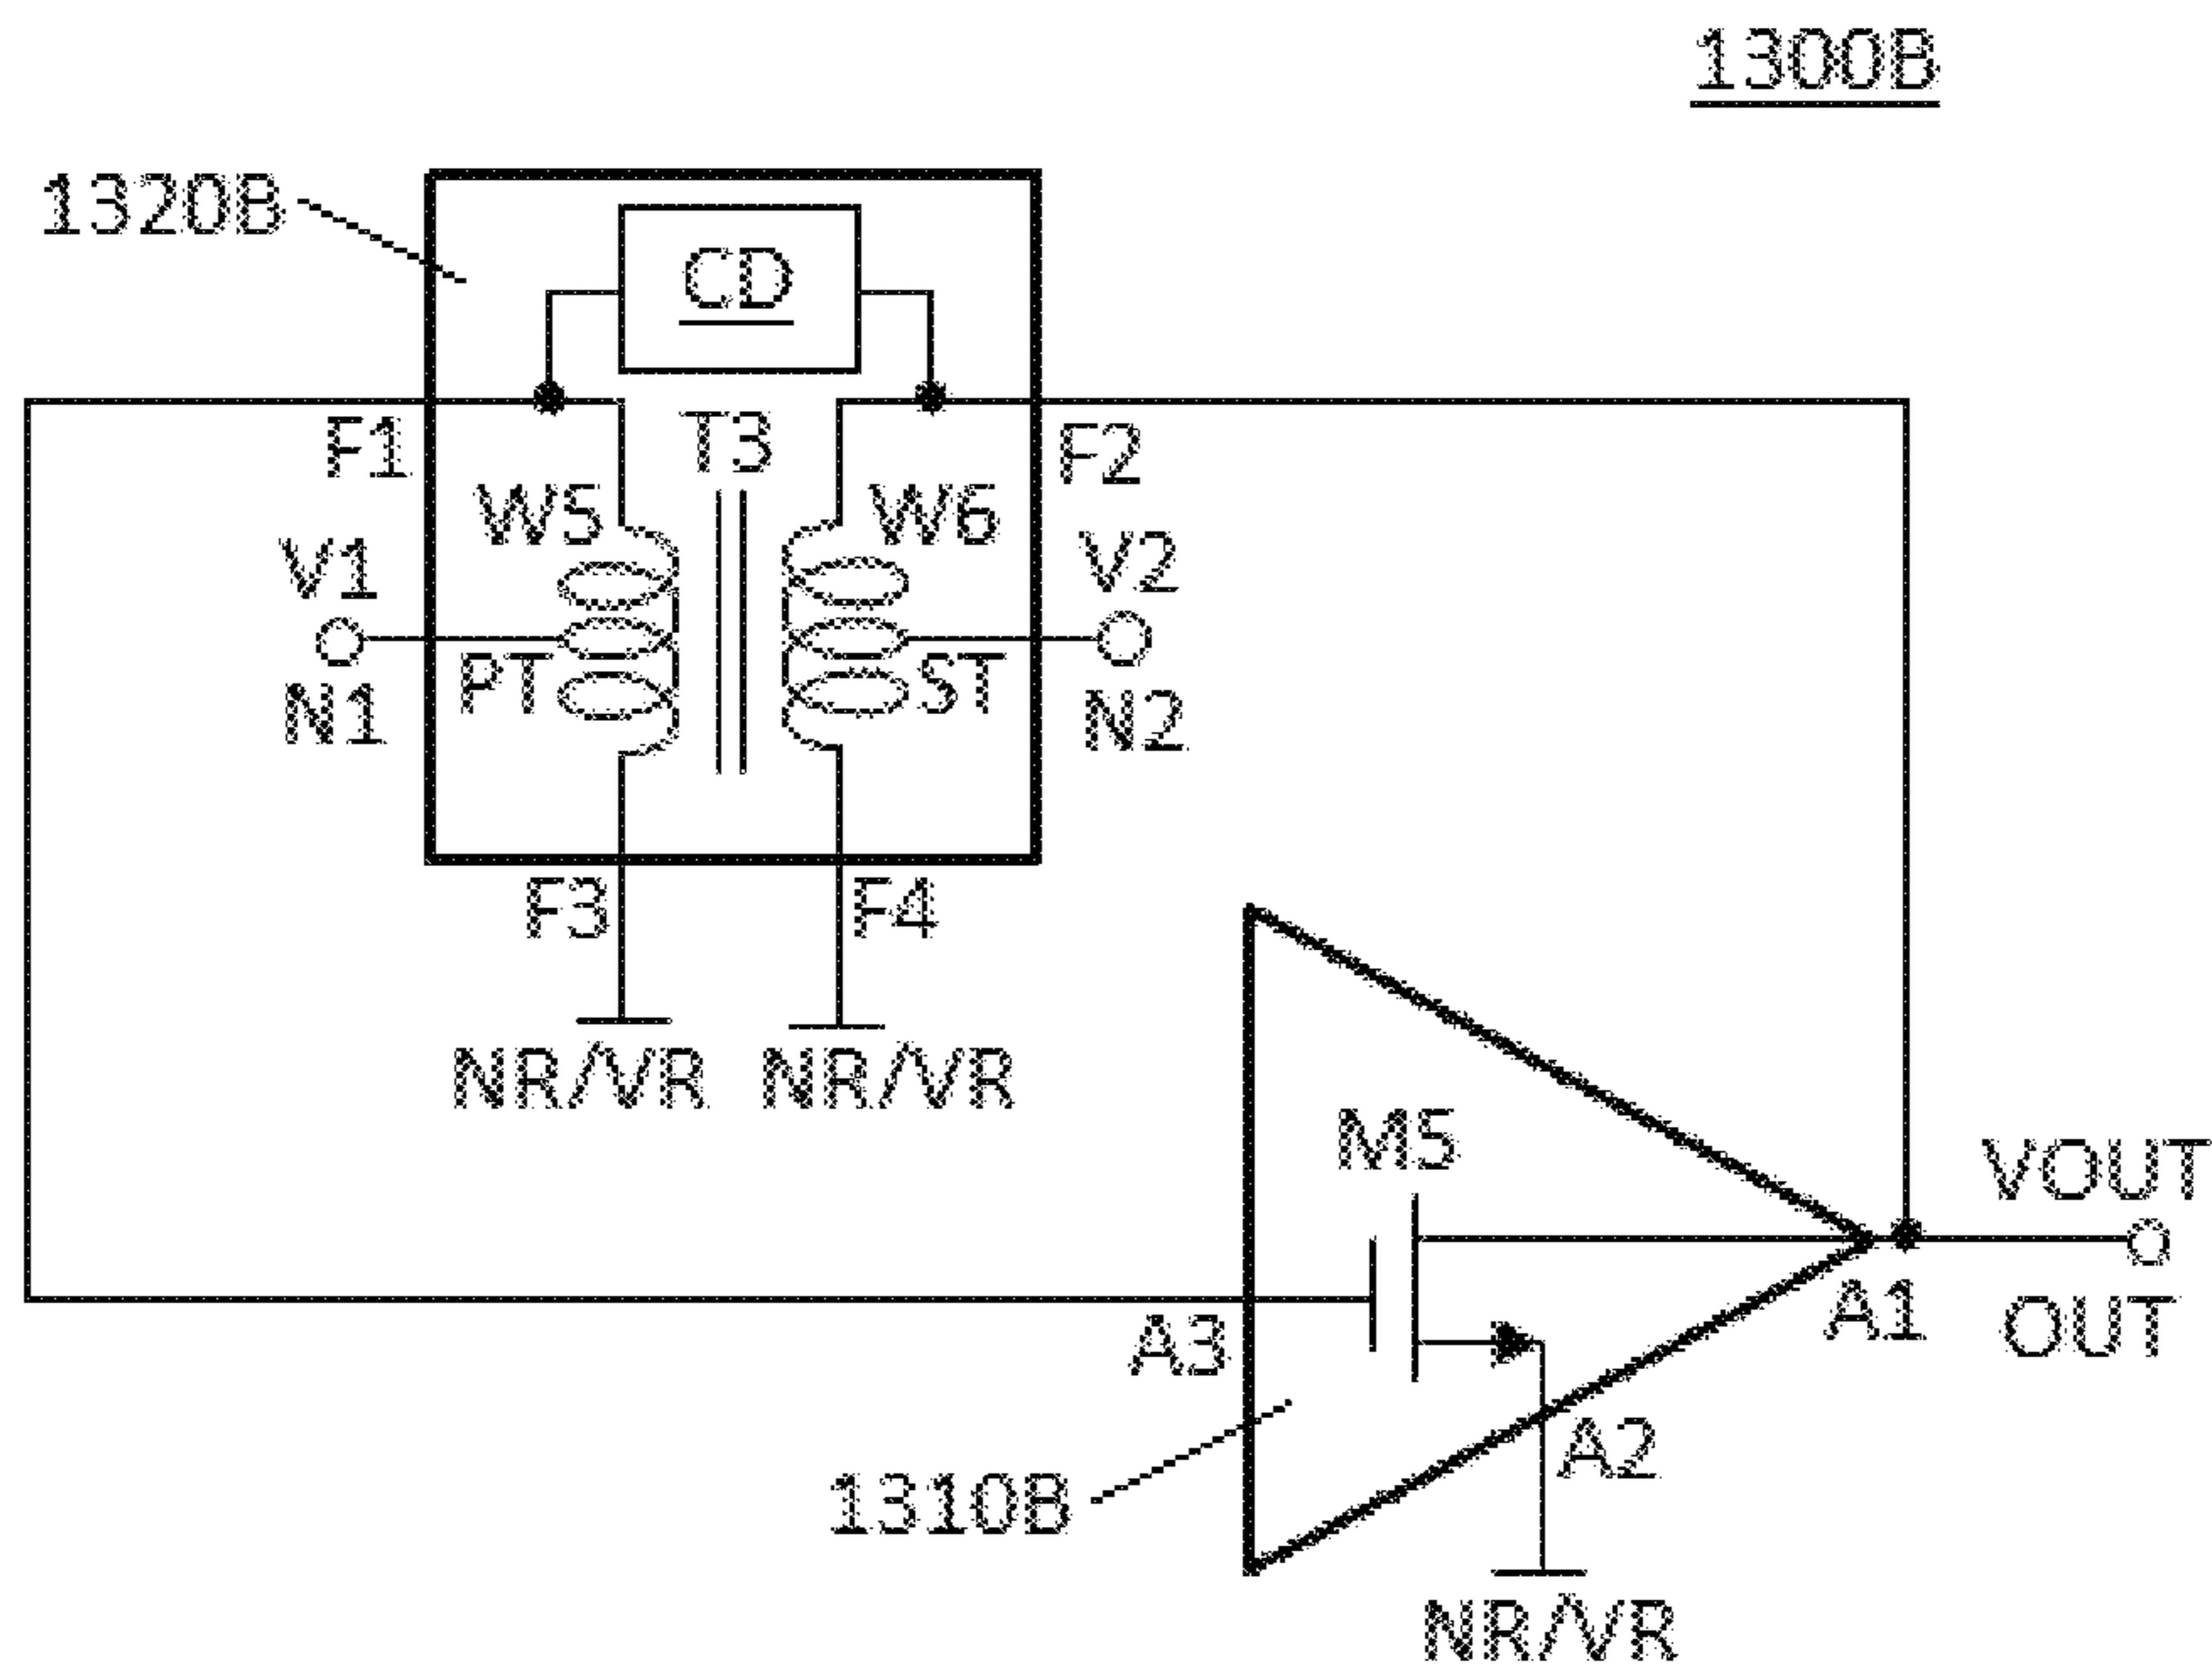 1300B
1320B
CD
F1
T3
F2
W5
W6
V1
V2
PT
ST
N1
N2
F3
F4
NR/VR
NR/VR
M5
VOUT
A3
A1
OUT
A2
1310B
NR/VR